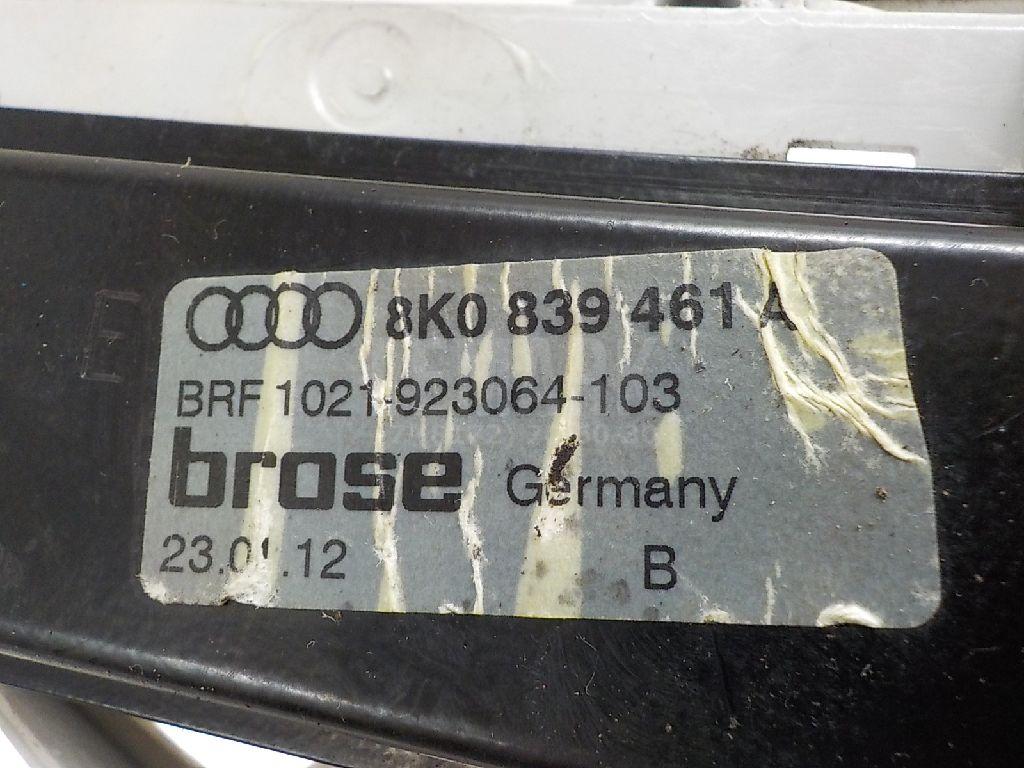 8K0 839 461 A
BRF 1021-923064-103
brose Germany
B